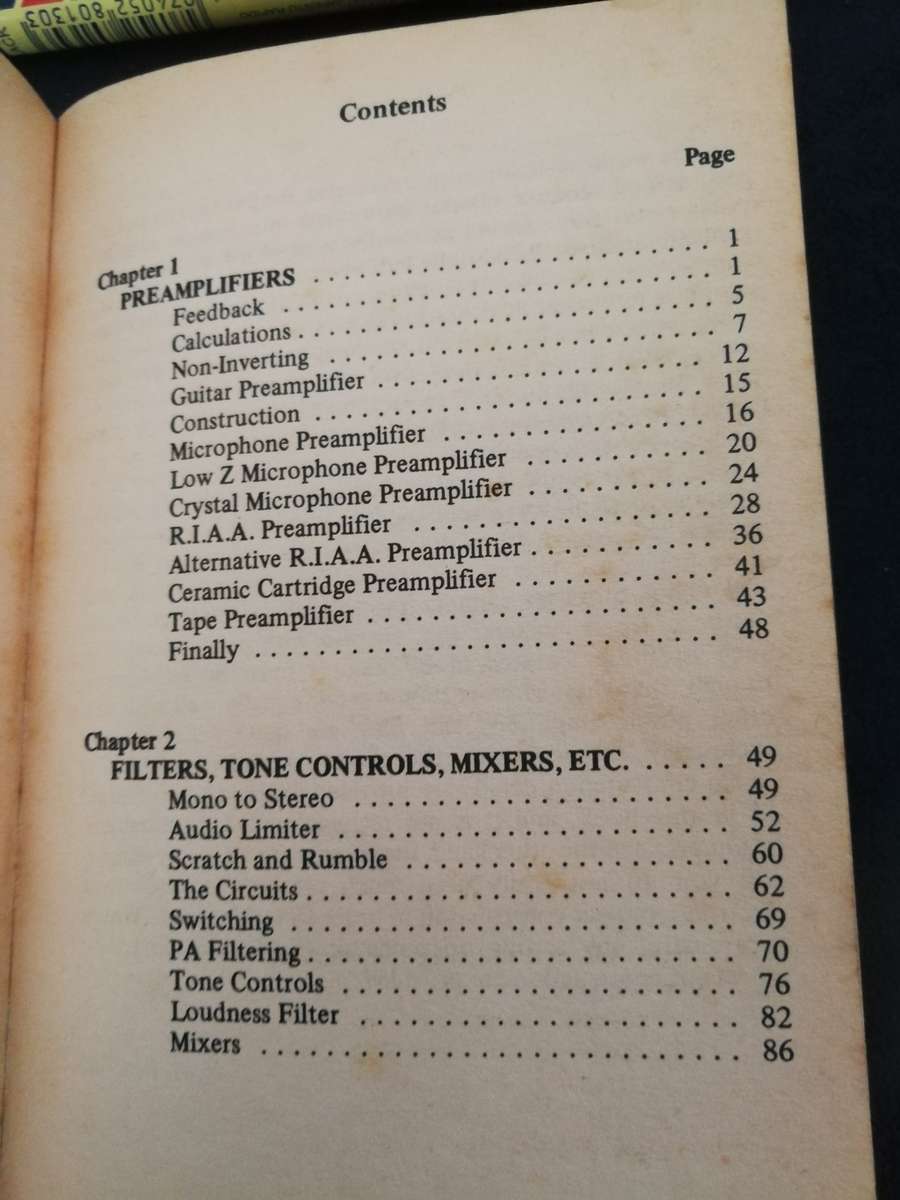 074052 801303
Contents
Page
Chapter 1
PREAMPLIFIERS . . . . . . . . . . . . . . . . . . . . . . . . . 1
Feedback . . . . . . . . . . . . . . . . . . . . . . . . . . . 1
Calculations . . . . . . . . . . . . . . . . . . . . . . . . . 5
Non-Inverting . . . . . . . . . . . . . . . . . . . . . . . . 7
Guitar Preamplifier . . . . . . . . . . . . . . . . . . . . 12
Construction . . . . . . . . . . . . . . . . . . . . . . . . 15
Microphone Preamplifier . . . . . . . . . . . . . . . . 16
Low Z Microphone Preamplifier . . . . . . . . . . . 20
Crystal Microphone Preamplifier . . . . . . . . . . . 24
R.I.A.A. Preamplifier . . . . . . . . . . . . . . . . . . 28
Alternative R.I.A.A. Preamplifier . . . . . . . . . . 36
Ceramic Cartridge Preamplifier . . . . . . . . . . . . 41
Tape Preamplifier . . . . . . . . . . . . . . . . . . . . . 43
Finally . . . . . . . . . . . . . . . . . . . . . . . . . . . . 48
Chapter 2
FILTERS, TONE CONTROLS, MIXERS, ETC. . . . . . 49
Mono to Stereo . . . . . . . . . . . . . . . . . . . . . . 49
Audio Limiter . . . . . . . . . . . . . . . . . . . . . . . 52
Scratch and Rumble . . . . . . . . . . . . . . . . . . . 60
The Circuits . . . . . . . . . . . . . . . . . . . . . . . . 62
Switching . . . . . . . . . . . . . . . . . . . . . . . . . . 69
PA Filtering . . . . . . . . . . . . . . . . . . . . . . . . 70
Tone Controls . . . . . . . . . . . . . . . . . . . . . . . 76
Loudness Filter . . . . . . . . . . . . . . . . . . . . . . 82
Mixers . . . . . . . . . . . . . . . . . . . . . . . . . . . . 86